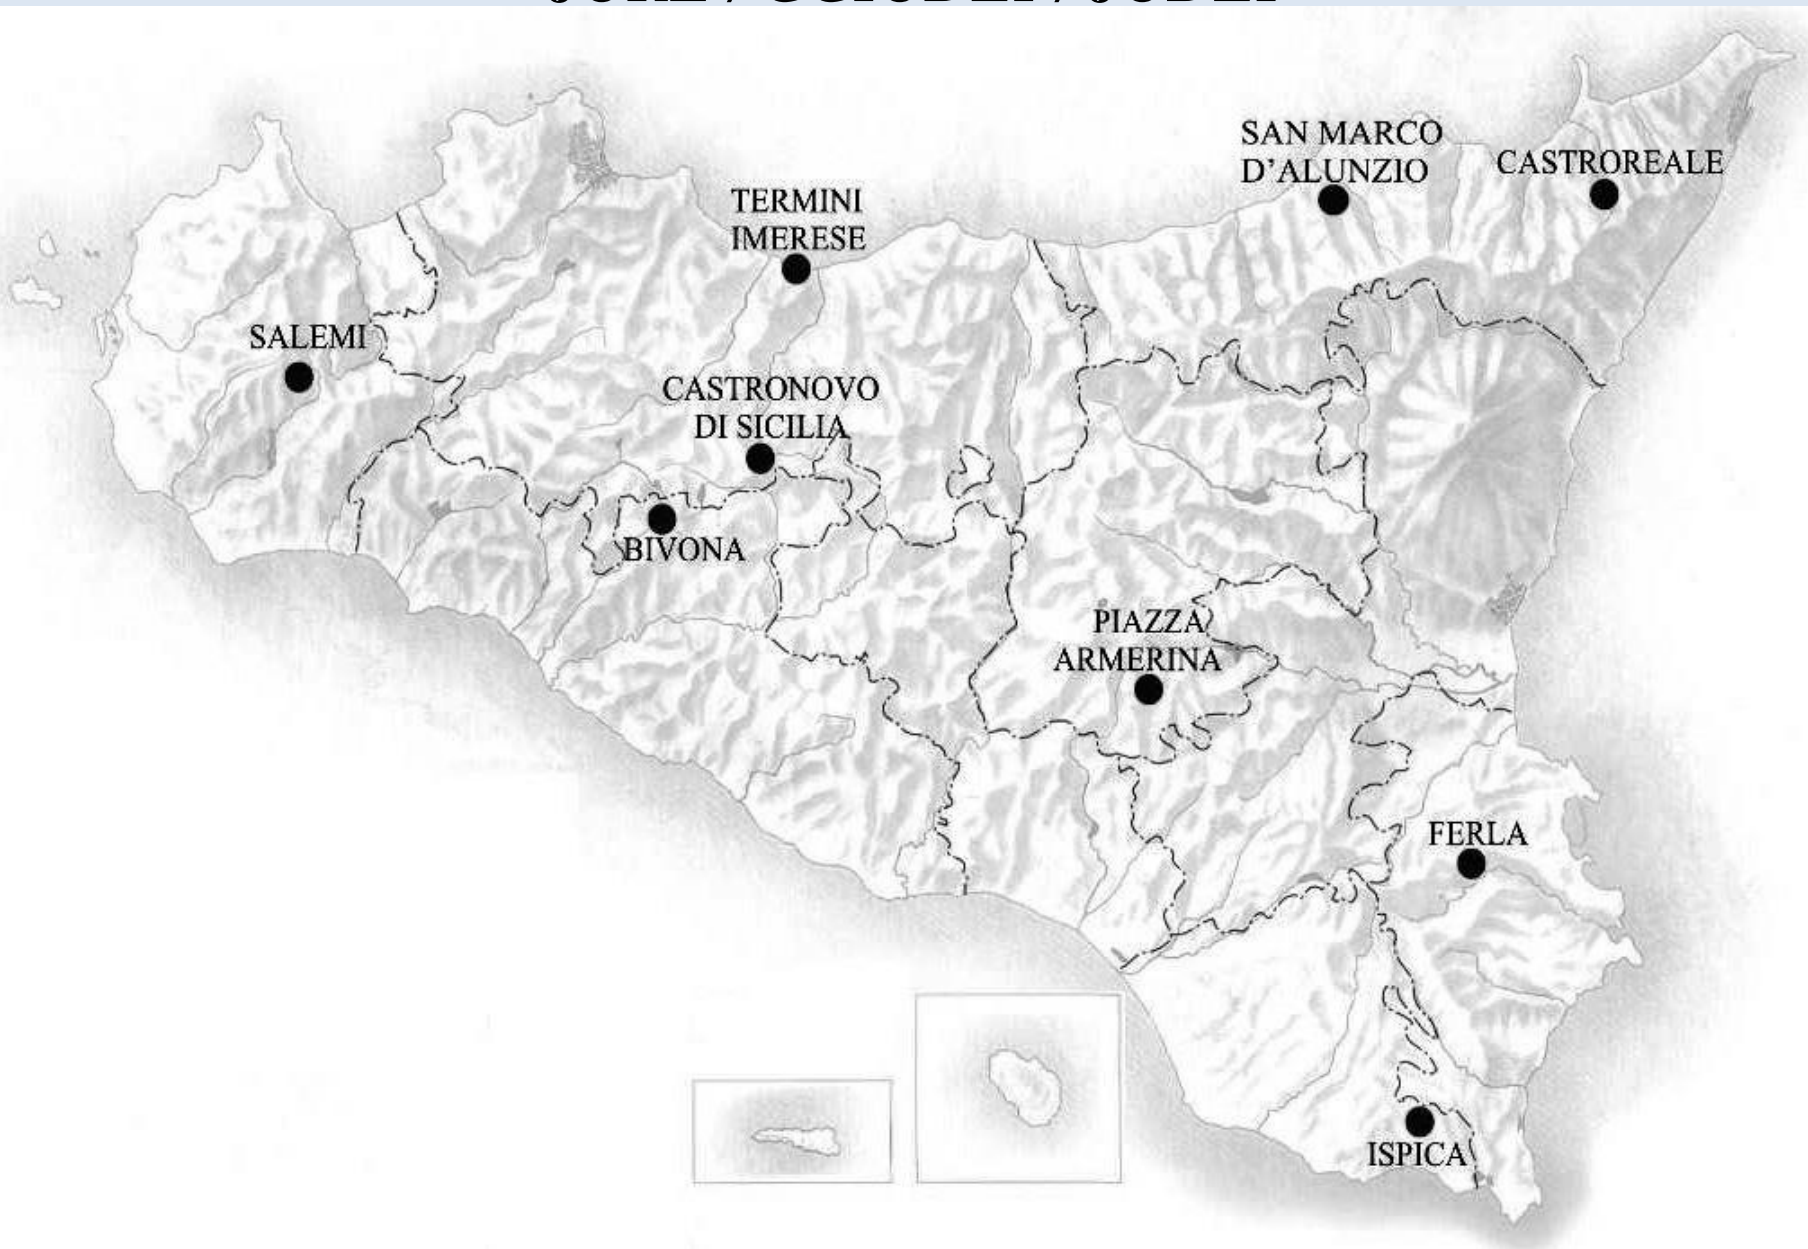 SAN MARCO
D’ALUNZIO
CASTROREALE
TERMINI
IMERESE
SALEMI
CASTRONOVO
DI SICILIA
BIVONA
PIAZZA
ARMERINA
FERLA
ISPICA